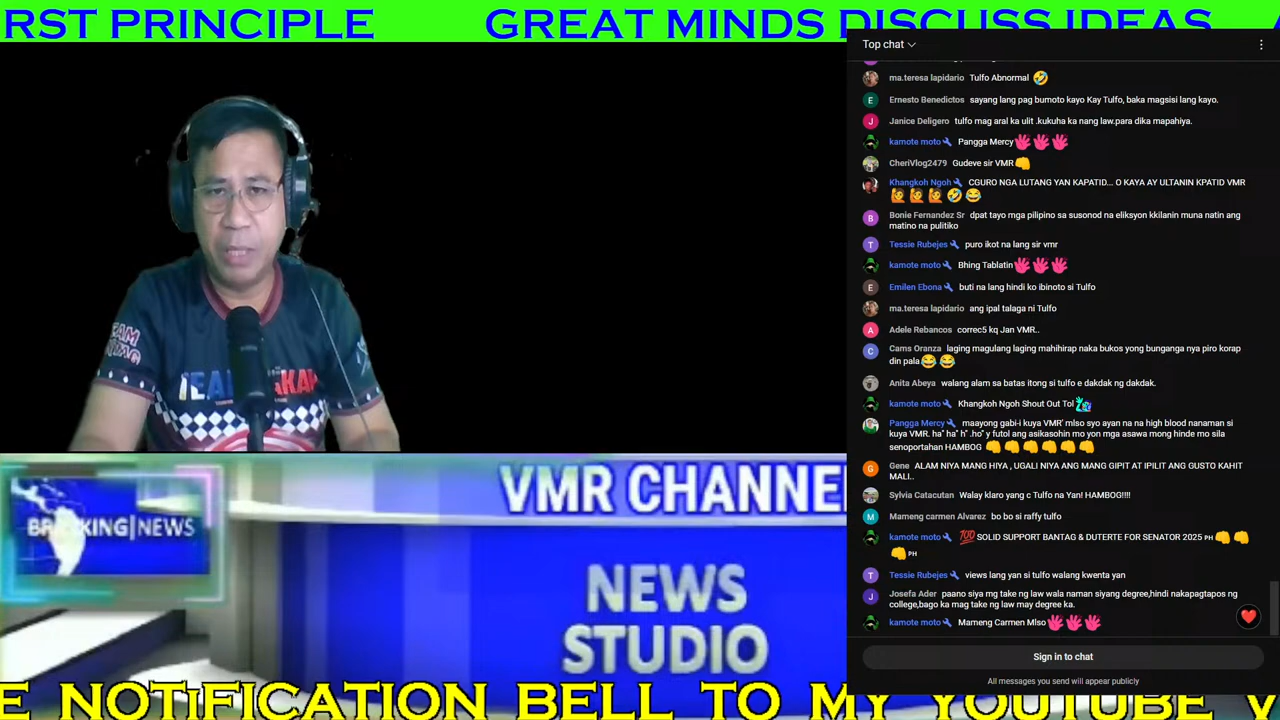 RST PRINCIPLE GREAT MINDS DISCUSS IDEAS
Top chat
ma.teresa lapidario Tulfo Abnormal 🤣
E Ernesto Benedictos sayang lang pag bumoto kayo Kay Tulfo, baka magsisi lang kayo.
J Janice Deligero tulfo mag aral ka ulit .kukuha ka nang law.para dika mapahiya.
kamote moto Pangga Mercy
CheriVlog2479 Gudeve sir VMR
Khangkoh Ngoh CGURO NGA LUTANG YAN KAPATID... O KAYA AY ULTANIN KPATID VMR
🤣😂
B Bonie Fernandez Sr dpat tayo mga pilipino sa susonod na eliksyon kkilanin muna natin ang
matino na pulitiko
T Tessie Rubejes puro ikot na lang sir vmr
kamote moto Bhing Tablatin
E Emilen Ebona buti na lang hindi ko ibinoto si Tulfo
ma.teresa lapidario ang ipal talaga ni Tulfo
A Adele Rebancos correc5 kq Jan VMR..
C Cams Oranza laging magulang laging mahihirap naka bukos yong bunganga nya piro korap
din pala😂 😂
Anita Abeya walang alam sa batas itong si tulfo e dakdak ng dakdak.
kamote moto Khangkoh Ngoh Shout Out Tol
Pangga Mercy maayong gabi-i kuya VMR' mlso syo ayan na na high blood nanaman si
kuya VMR. ha" ha" h" .ho" y futol ang asikasohin mo yon mga asawa mong hinde mo sila
senoportahan HAMBOG
G Gene ALAM NIYA MANG HIYA , UGALI NIYA ANG MANG GIPIT AT IPILIT ANG GUSTO KAHIT
MALI..
Sylvia Catacutan Walay klaro yang c Tulfo na Yan! HAMBOG!!!!
M Mameng carmen Alvarez bo bo si raffy tulfo
kamote moto 💯 SOLID SUPPORT BANTAG & DUTERTE FOR SENATOR 2025 PH
PH
T Tessie Rubejes views lang yan si tulfo walang kwenta yan
J Josefa Ader paano siya mg take ng law wala naman siyang degree,hindi nakapagtapos ng
college,bago ka mag take ng law may degree ka.
kamote moto Mameng Carmen Mlso
Sign in to chat
All messages you send will appear publicly
TEAM
VMR CHANNE
BREAKING|NEWS
NEWS
STUDIO
E NOTIFICATION BELL TO MY YOUTUBE V